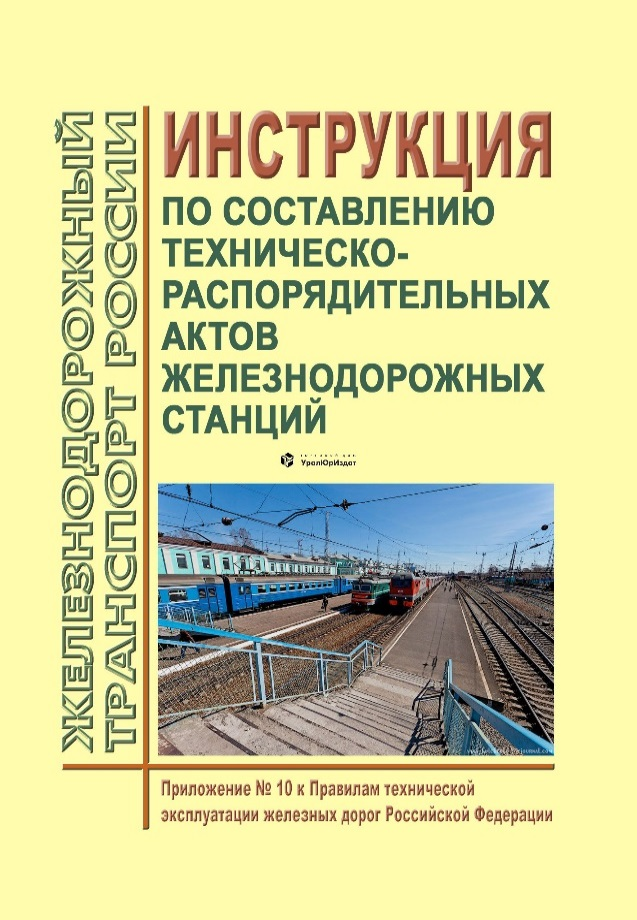 ЖЕЛЕЗНОДОРОЖНЫЙ
ТРАНСПОРТ РОССИИ
ИНСТРУКЦИЯ
ПО СОСТАВЛЕНИЮ
ТЕХНИЧЕСКО-
РАСПОРЯДИТЕЛЬНЫХ
АКТОВ
ЖЕЛЕЗНОДОРОЖНЫХ
СТАНЦИЙ
УралЮрИздат
Приложение № 10 к Правилам технической
эксплуатации железных дорог Российской Федерации